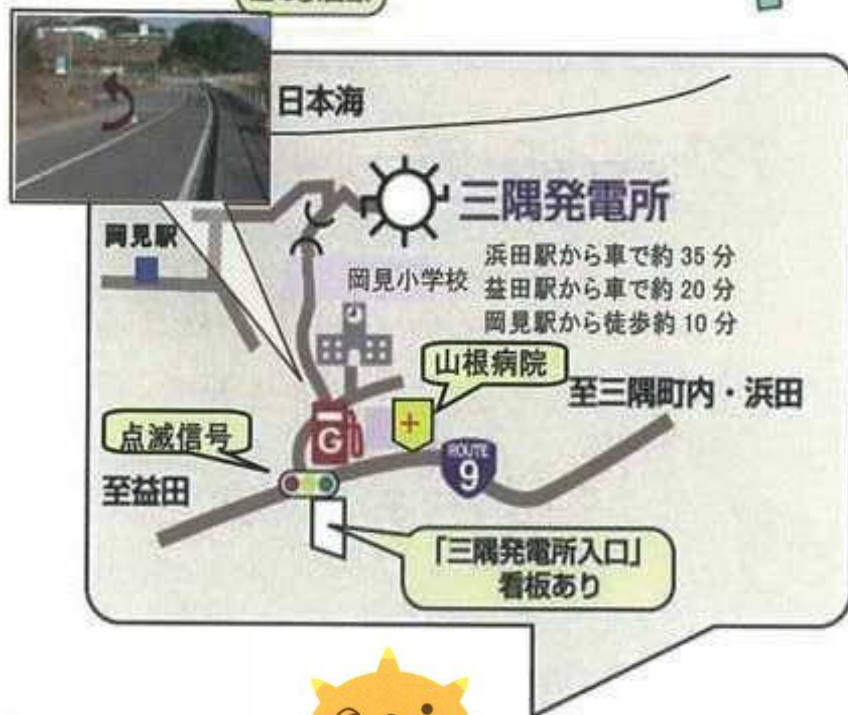 日本海
三隅発電所
岡見駅
浜田駅から車で約 35 分
岡見小学校
益田駅から車で約 20 分
岡見駅から徒歩約 10 分
山根病院
至三隅町内・浜田
点滅信号
G
ROUTE
9
至益田
「三隅発電所入口」
看板あり